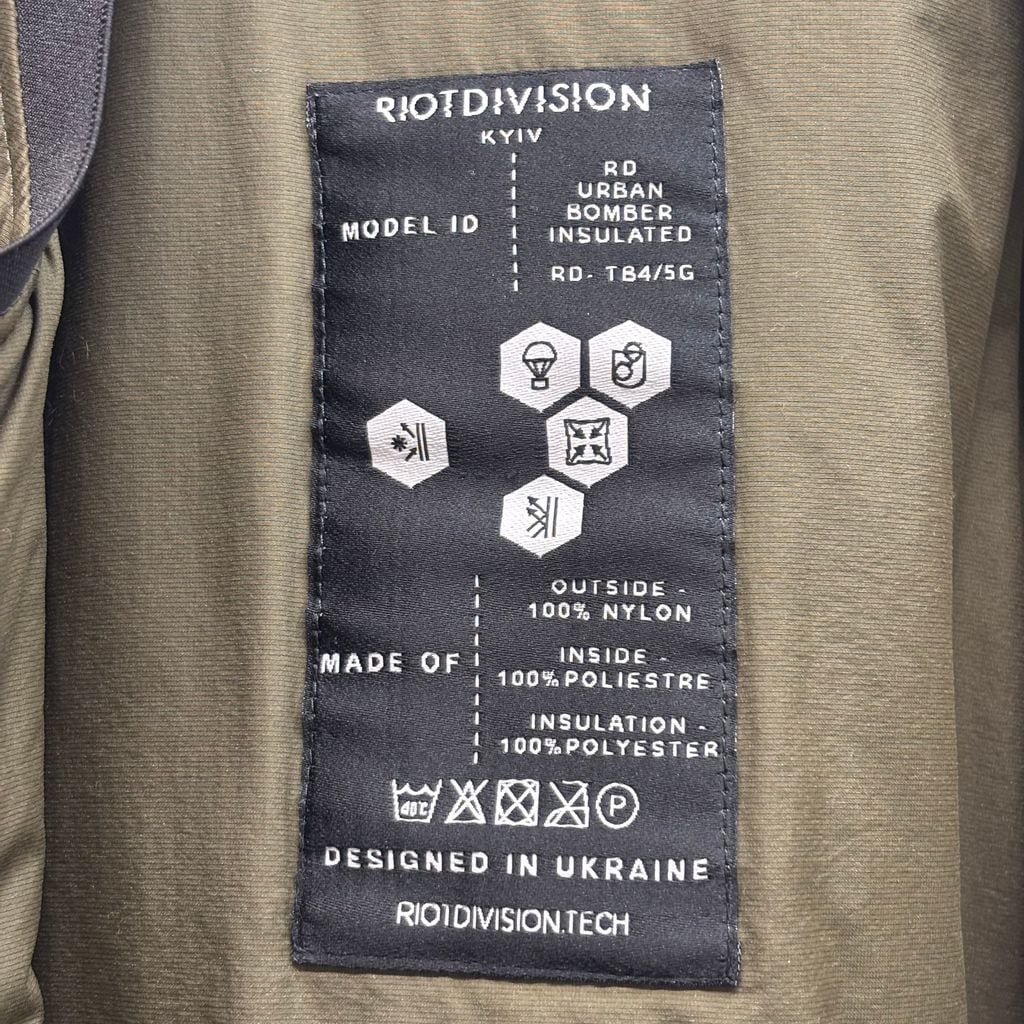 RIOTDIVISION
KYIV
MODEL ID
RD
URBAN
BOMBER
INSULATED
RD- TB4/5G
MADE OF
OUTSIDE -
100% NYLON
INSIDE -
100%POLIESTRE
INSULATION -
100%POLYESTER
40°C
P
DESIGNED IN UKRAINE
RIOTDIVISION.TECH